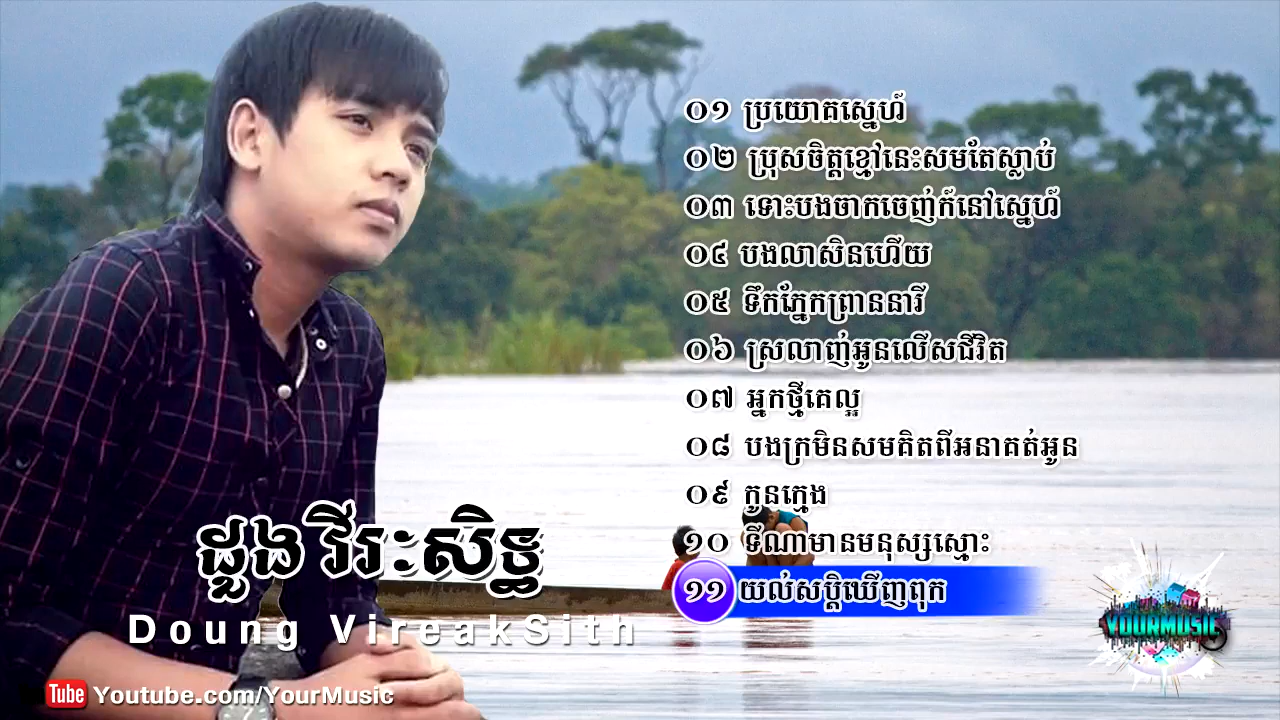 ០១ ប្រយោគស្នេហ៍
០២ ប្រុសចិត្តខ្មៅនេះសមតែស្លាប់
០៣ ទោះបងចាកចេញក៍នៅស្នេហ៍
០៤ បងលាសិនហើយ
០៥ ទឹកភ្នែកព្រាននារី
០៦ ស្រលាញ់អូនលើសជីវិត
០៧ អ្នកថ្មីគេល្អ
០៨ បងក្រមិនសមគិតពីអនាគត់អូន
០៩ កូនក្មេង
១០ ទីណាមានមនុស្សស្មោះ
១១ យល់សប្តិឃើញពុក
ដួង វីរៈសិទ្ធ
Doung VireakSith
YOURMUSIC
Tube Youtube.com/YourMusic